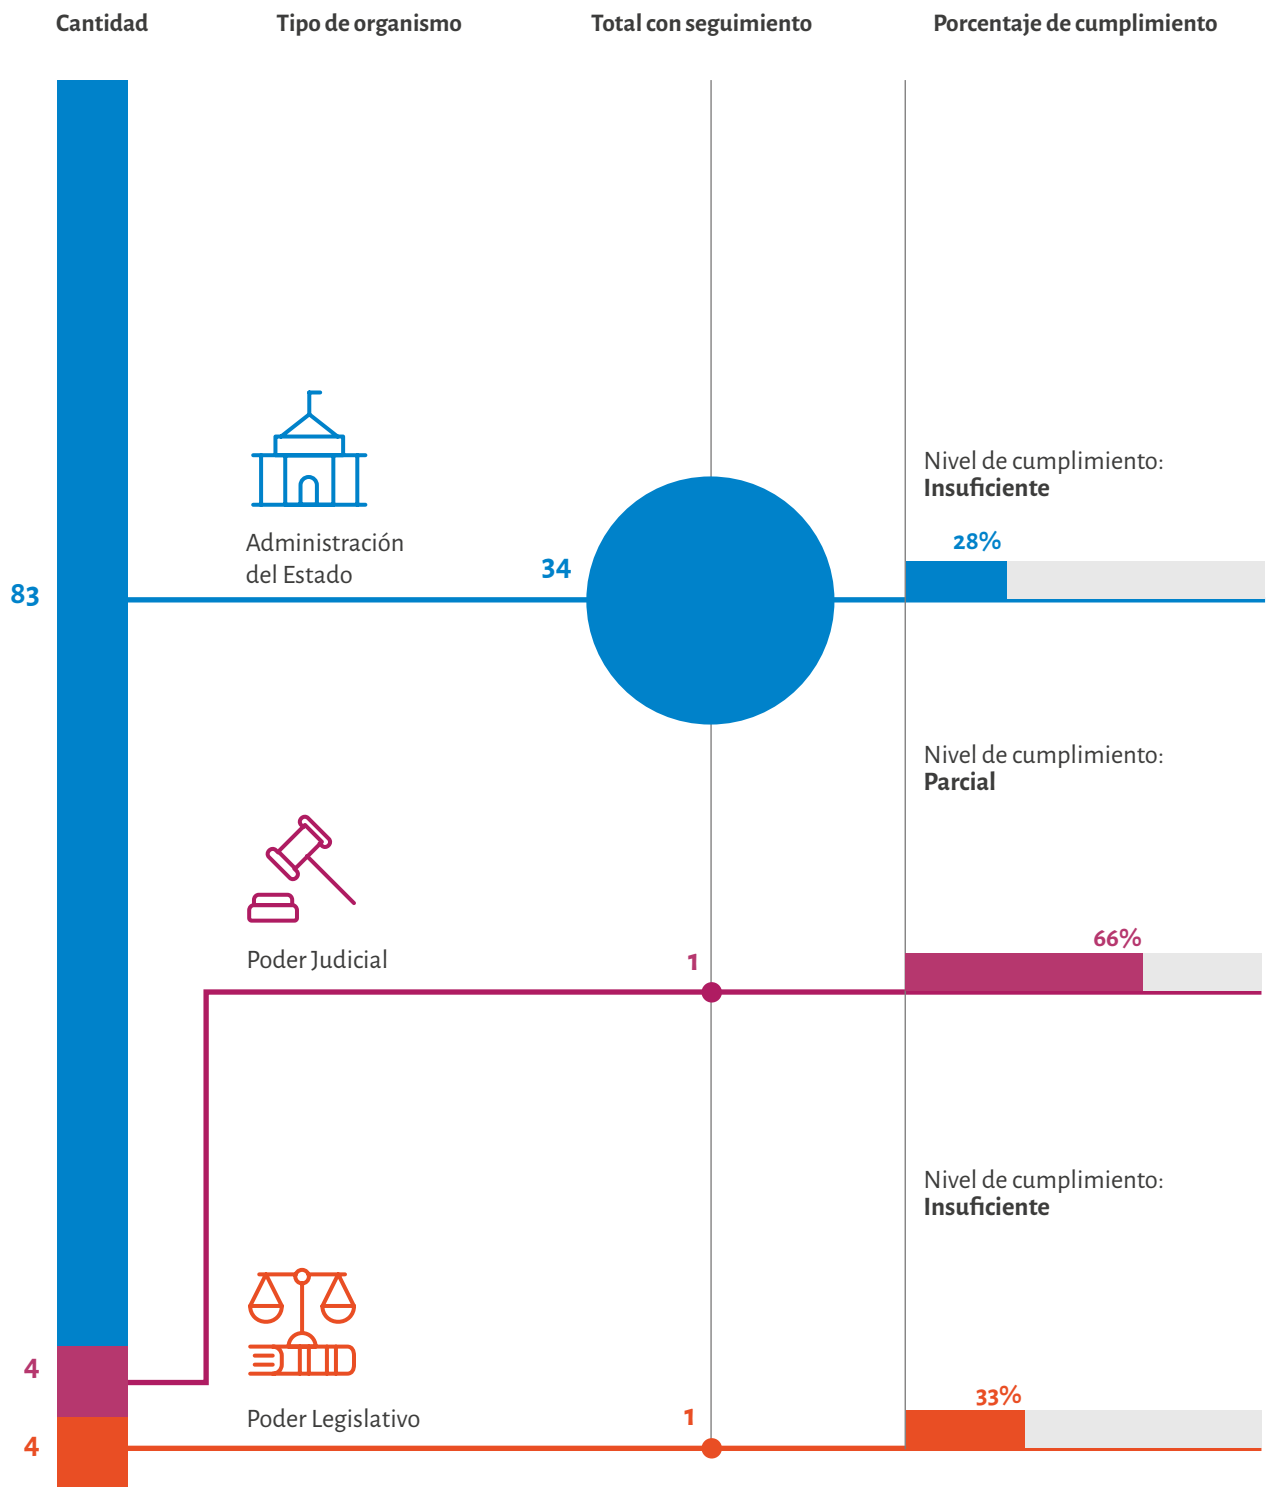 Cantidad
Tipo de organismo
Total con seguimiento
Porcentaje de cumplimiento
83
Administración
del Estado
34
Nivel de cumplimiento:
Insuficiente
28%
4
Poder Judicial
1
Nivel de cumplimiento:
Parcial
66%
4
Poder Legislativo
1
Nivel de cumplimiento:
Insuficiente
33%